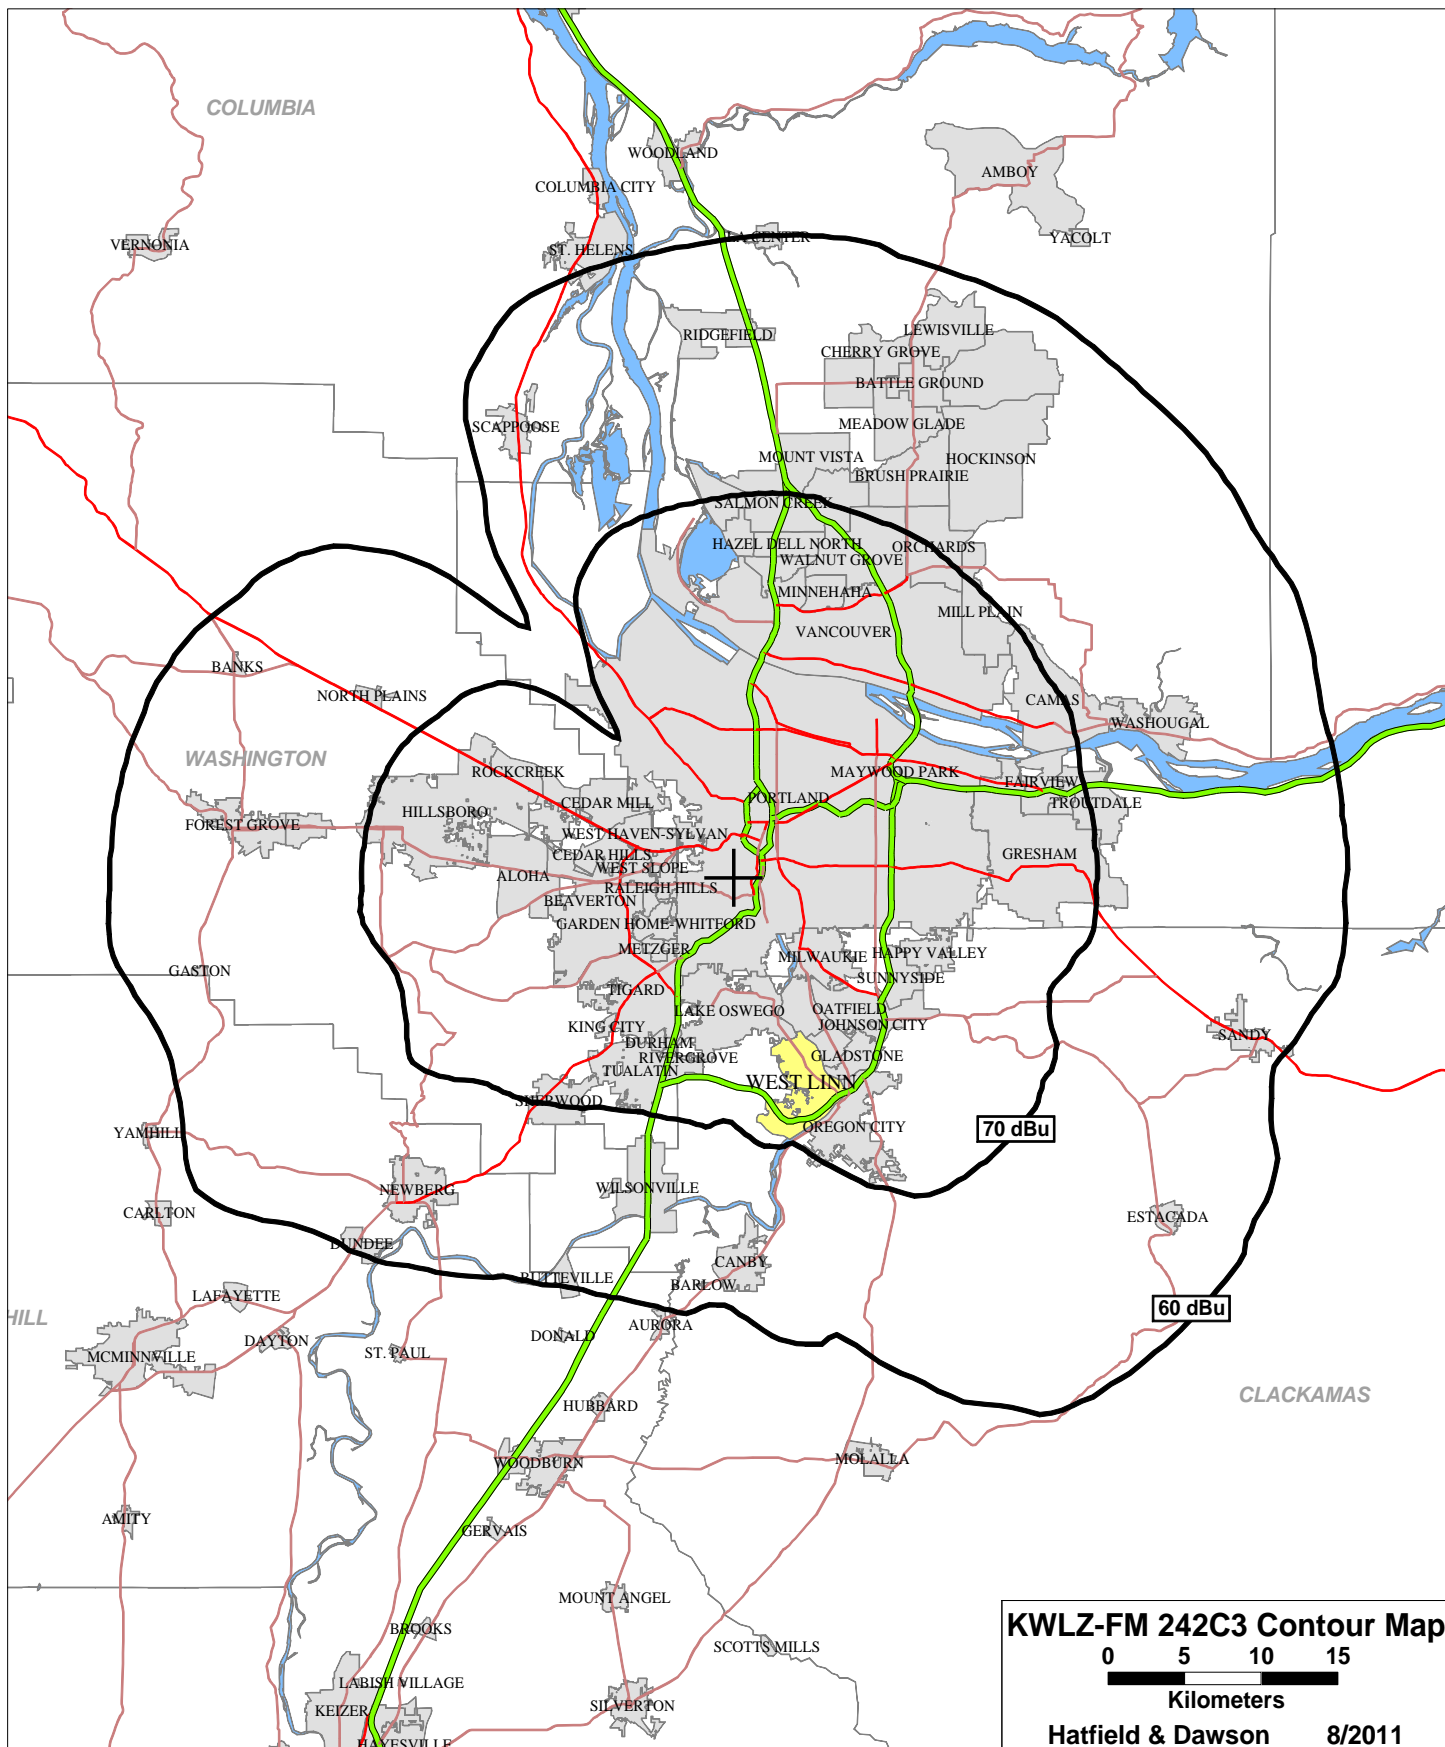 COLUMBIA
WOODLAND
AMBOY
COLUMBIA CITY
VERNONIA
LA CENTER
YACOLT
ST. HELENS
RIDGEFIELD
LEWISVILLE
CHERRY GROVE
BATTLE GROUND
SCAPPOOSE
MEADOW GLADE
MOUNT VISTA
HOCKINSON
BRUSH PRAIRIE
SALMON CREEK
HAZEL DELL NORTH
ORCHARDS
WALNUT GROVE
MINNEHAHA
MILL PLAIN
VANCOUVER
BANKS
NORTH PLAINS
CAMAS
WASHOUGAL
WASHINGTON
ROCKCREEK
MAYWOOD PARK
FAIRVIEW
PORTLAND
TROUTDALE
CEDAR MILL
HILLSBORO
FOREST GROVE
WEST HAVEN-SYLVAN
CEDAR HILLS
WEST SLOPE
GRESHAM
ALOHA
RALEIGH HILLS
BEAVERTON
GARDEN HOME-WHITFORD
METZGER
MILWAUKIE
HAPPY VALLEY
GASTON
SUNNYSIDE
TIGARD
LAKE OSWEGO
OATFIELD
KING CITY
JOHNSON CITY
SANDY
DURHAM
RIVERGROVE
GLADSTONE
TUALATIN
WEST LINN
SHERWOOD
OREGON CITY
70 dBu
YAMHILL
NEWBERG
WILSONVILLE
CARLTON
ESTACADA
DUNDEE
CANBY
BUTTEVILLE
BARLOW
LAFAYETTE
60 dBu
HILL
AURORA
DONALD
DAYTON
MCMINNVILLE
ST. PAUL
CLACKAMAS
HUBBARD
MOLALLA
WOODBURN
AMITY
GERVAIS
MOUNT ANGEL
BROOKS
SCOTTS MILLS
LABISH VILLAGE
KEIZER
SILVERTON
HAYESVILLE
KWLZ-FM 242C3 Contour Map
0 5 10 15
Kilometers
Hatfield & Dawson 8/2011